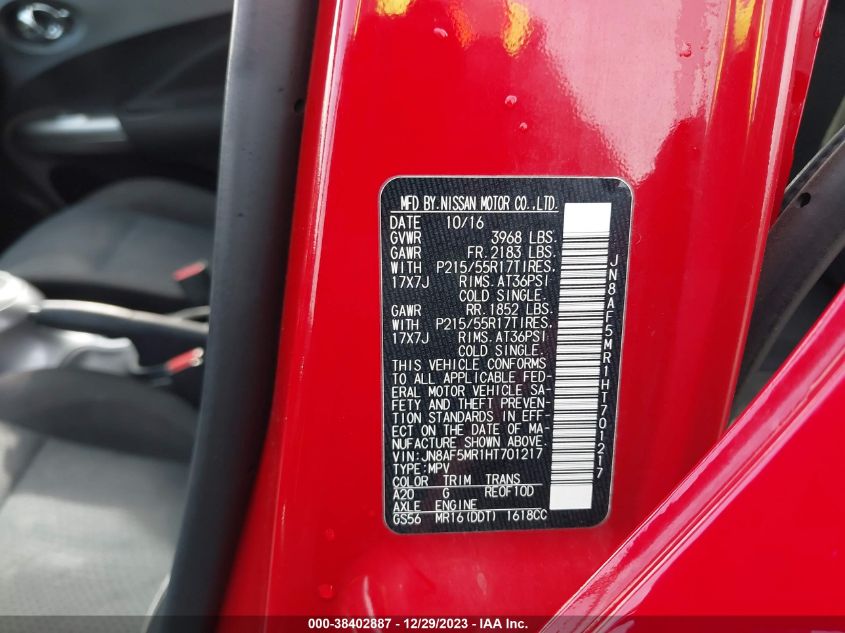 MFD BY.NISSAN MOTOR CO.,LTD.
DATE 10/16
GVWR 3968 LBS.
GAWR FR.2183 LBS.
WITH P215/55R17TIRES.
17X7J RIMS.AT36PSI
COLD SINGLE.
GAWR RR.1852 LBS.
WITH P215/55R17TIRES.
17X7J RIMS.AT36PSI
COLD SINGLE.
THIS VEHICLE CONFORMS
TO ALL APPLICABLE FED-
ERAL MOTOR VEHICLE SA-
FETY AND THEFT PREVEN-
TION STANDARDS IN EFF-
ECT ON THE DATE OF MA-
NUFACTURE SHOWN ABOVE.
VIN:JN8AF5MR1HT701217
TYPE:MPV
COLOR TRIM TRANS
A20 G REOF10D
AXLE ENGINE
GS56 MR16(DDT) 1618CC
JN8AF5MR1HT701217
000-38402887 - 12/29/2023 - IAA Inc.